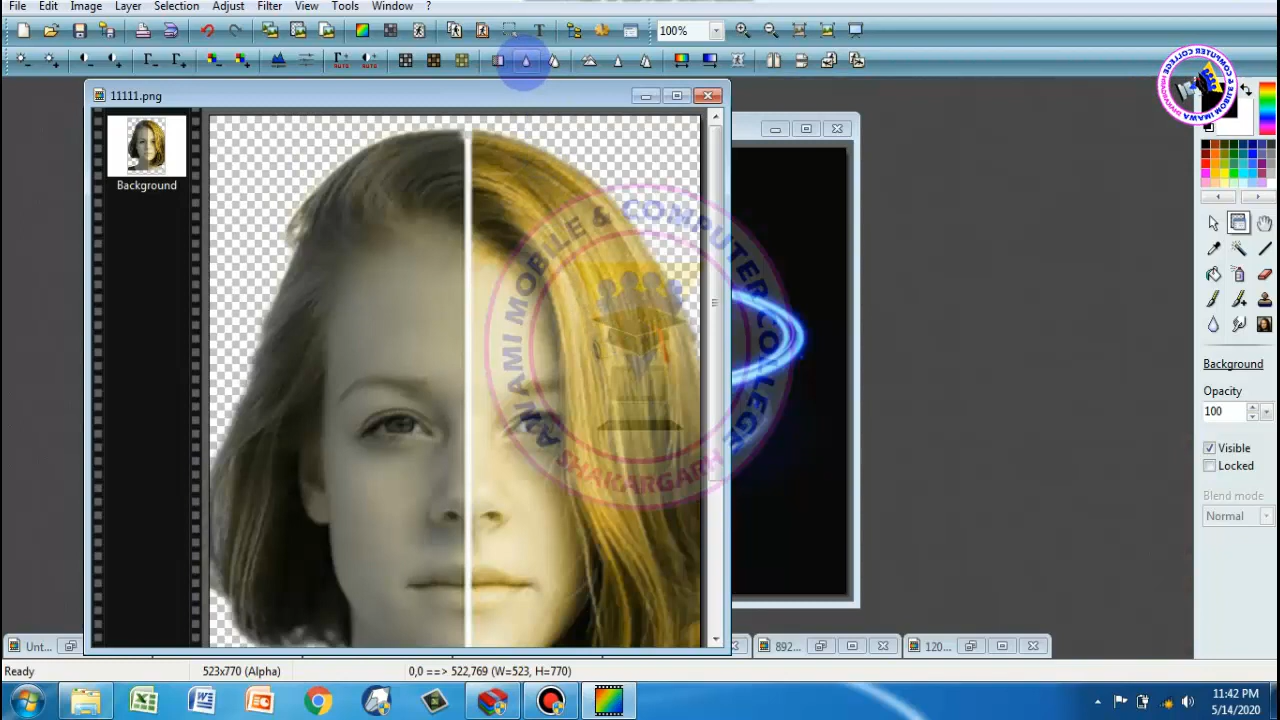 File Edit Image Layer Selection Adjust Filter View Tools Window ?
100%
11111.png
Background
AJWAMI MOBILE & COMPUTER COLLEGE
SHAKARGARH
Background
Opacity
100
Visible
Locked
Blend mode
Normal
Unt...
892...
120...
Ready
523x770 (Alpha)
0,0 ==> 522,769 (W=523, H=770)
11:42 PM
5/14/2020